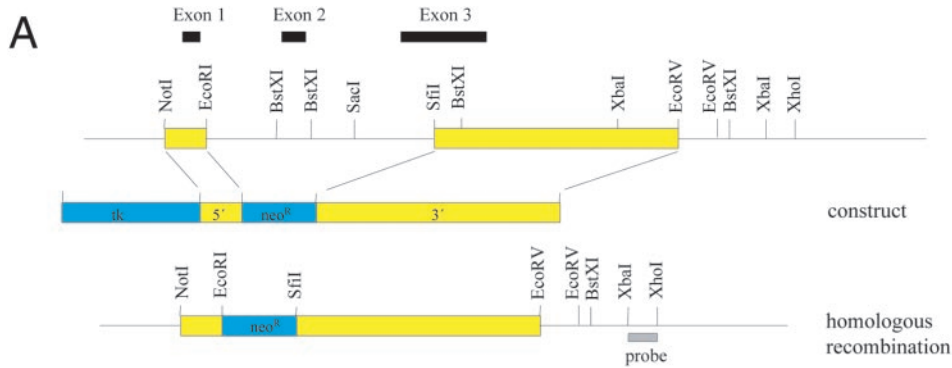 A
Exon 1 Exon 2 Exon 3
NotI EcoRI BstXI BstXI SacI SfiI BstXI XbaI EcoRV EcoRV BstXI XbaI XhoI
tk 5´ neoR 3´ construct
NotI EcoRI SfiI EcoRV EcoRV BstXI XbaI XhoI
neoR homologous
recombination
probe